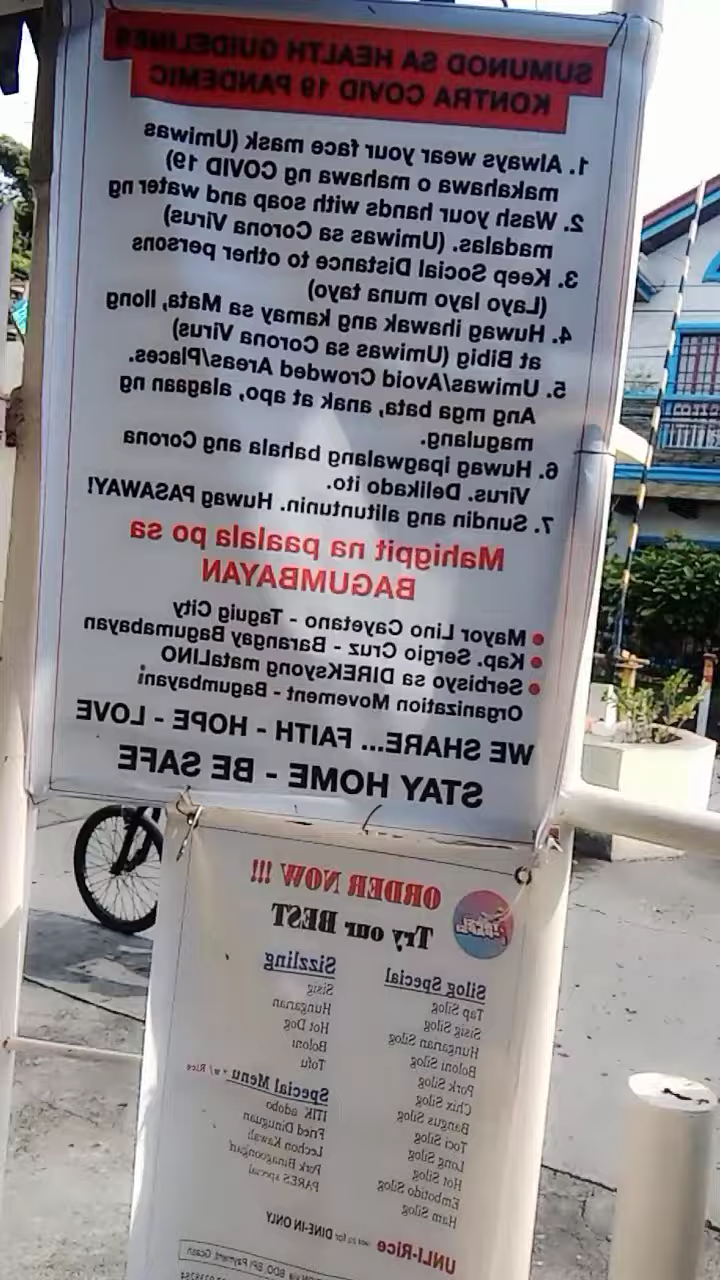 SUMUNOD SA HEALTH GUIDELINES
KONTRA COVID 19 PANDEMIC
1. Always wear your face mask (Umiwas
makahawa o mahawa ng COVID 19)
2. Wash your hands with soap and water ng
madalas. (Umiwas sa Corona Virus)
3. Keep Social Distance to other persons
(Layo layo muna tayo)
4. Huwag ihawak ang kamay sa Mata, Ilong
at Bibig (Umiwas sa Corona Virus)
5. Umiwas/Avoid Crowded Areas/Places.
Ang mga bata, anak at apo, alagaan ng
magulang.
6. Huwag ipagwalang bahala ang Corona
Virus. Delikado ito.
7. Sundin ang alituntunin. Huwag PASAWAY!
Mahigpit na paalala po sa
BAGUMBAYAN
• Mayor Lino Cayetano - Taguig City
• Kap. Sergio Cruz - Barangay Bagumabayan
• Serbisyo sa DIREKsyong mataLINO
Organization Movement - Bagumbayani
WE SHARE... FAITH - HOPE - LOVE
STAY HOME - BE SAFE
ORDER NOW !!!
Try our BEST
Silog Special
Tap Silog
Sisig Silog
Hungarian Silog
Boloni Silog
Pork Silog
Chix Silog
Bangus Silog
Toci Silog
Long Silog
Hot Silog
Embotido Silog
Ham Silog
Sizzling
Sisig
Hungarian
Hot Dog
Boloni
Tofu
Special Menu * w/ Rice
ITIK adobo
Fried Dinuguan
Lechon Kawali
Pork Binagoongan
PARES special
UNLI-Rice for DINE-IN ONLY
BDO, BPI Payment, Gcash